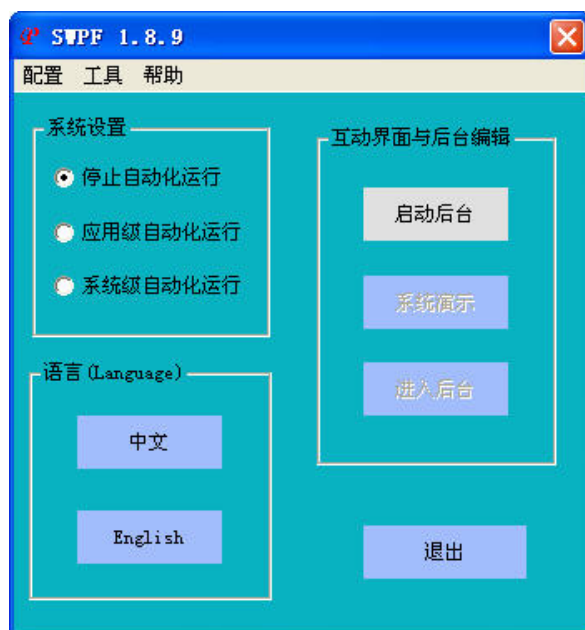 SWPF 1.8.9
配置 工具 帮助
系统设置
停止自动化运行
应用级自动化运行
系统级自动化运行
语言(Language)
中文
English
互动界面与后台编辑
启动后台
系统演示
进入后台
退出